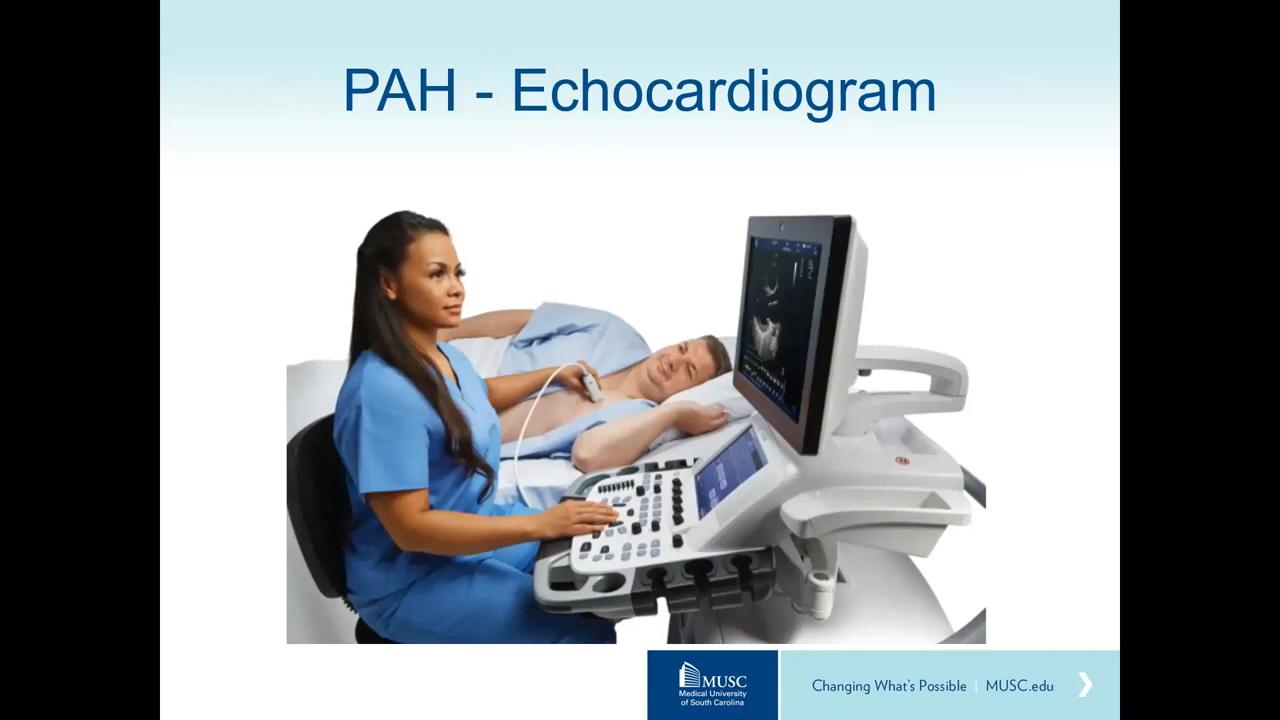 PAH - Echocardiogram
MUSC
Medical University
of South Carolina
Changing What's Possible | MUSC.edu